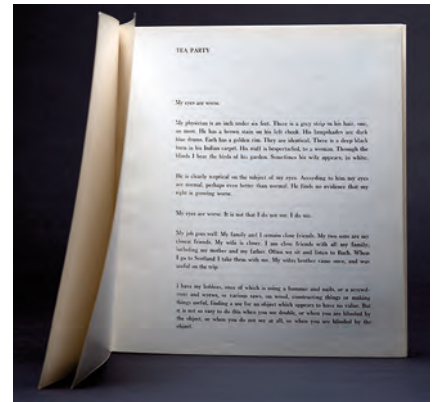 TEA PARTY
My eyes are worse.
My physician is an inch under six feet. There is a grey strip in his hair, one,
no more. He has a brown stain on his left cheek. His lampshades are dark
blue drums. Each has a golden rim. They are identical. There is a deep black
burn in his Indian carpet. His staff is bespectacled, to a woman. Through the
blinds I hear the birds of his garden. Sometimes his wife appears, in white.
He is clearly sceptical on the subject of my eyes. According to him my eyes
are normal, perhaps even better than normal. He finds no evidence that my
sight is growing worse.
My eyes are worse. It is not that I do not see. I do see.
My job goes well. My family and I remain close friends. My two sons are my
closest friends. My wife is closer. I am close friends with all my family,
including my mother and my father. Often we sit and listen to Bach. When
I go to Scotland I take them with me. My wife's brother came once, and was
useful on the trip.
I have my hobbies, one of which is using a hammer and nails, or a screwd-
river and screws, or various saws, on wood, constructing things or making
things useful, finding a use for an object which appears to have no value. But
it is not so easy to do this when you see double, or when you are blinded by
the object, or when you do not see at all, or when you are blinded by the
object.